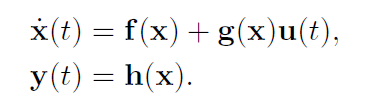 ẋ(t) = f(x) + g(x)u(t),
y(t) = h(x).